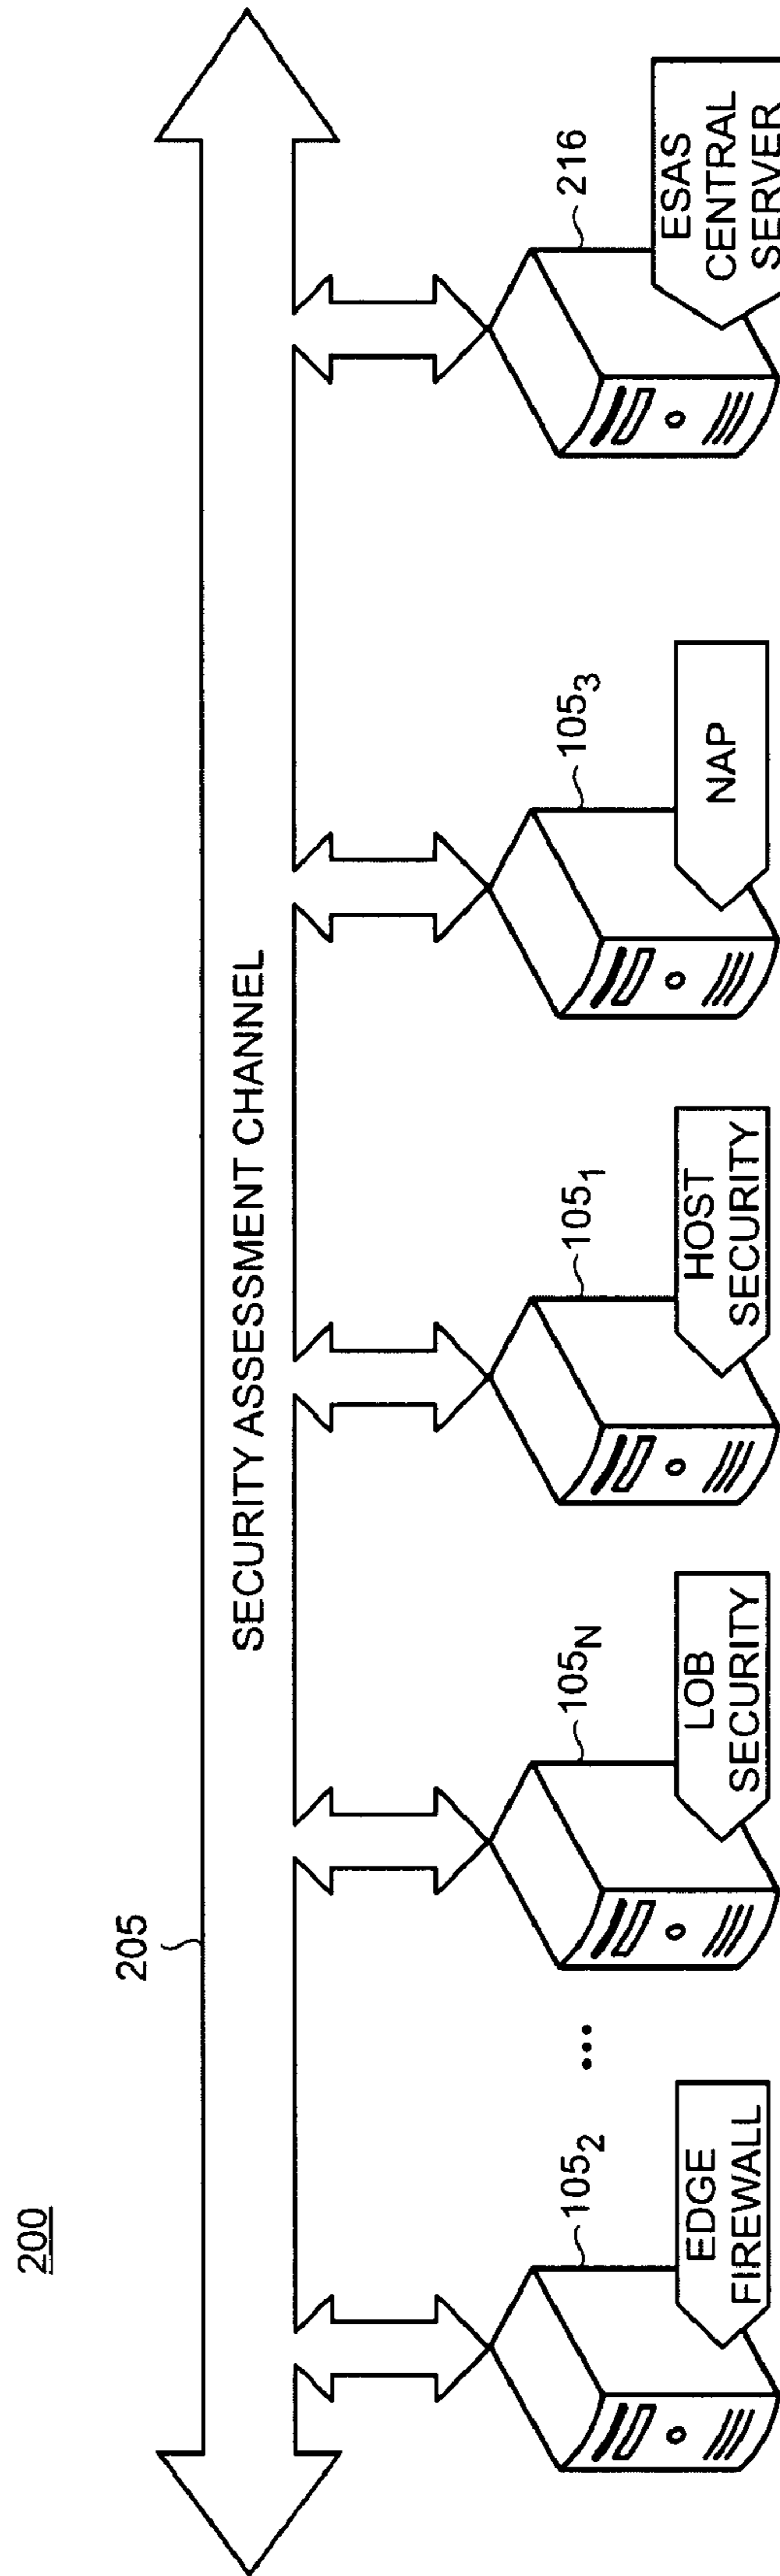 200
205
SECURITY ASSESSMENT CHANNEL
105₂
105N
105₁
105₃
216
EDGE
FIREWALL
...
LOB
SECURITY
HOST
SECURITY
NAP
ESAS
CENTRAL
SERVER